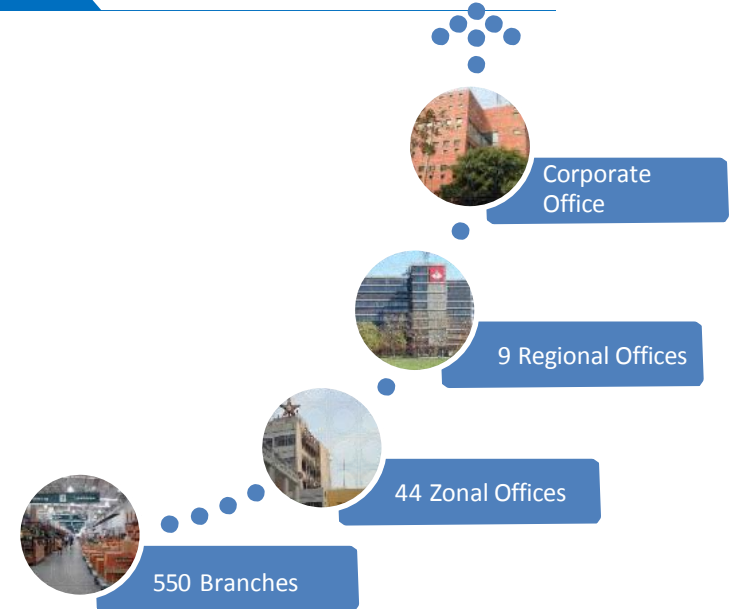 Corporate
Office
9 Regional Offices
44 Zonal Offices
550 Branches